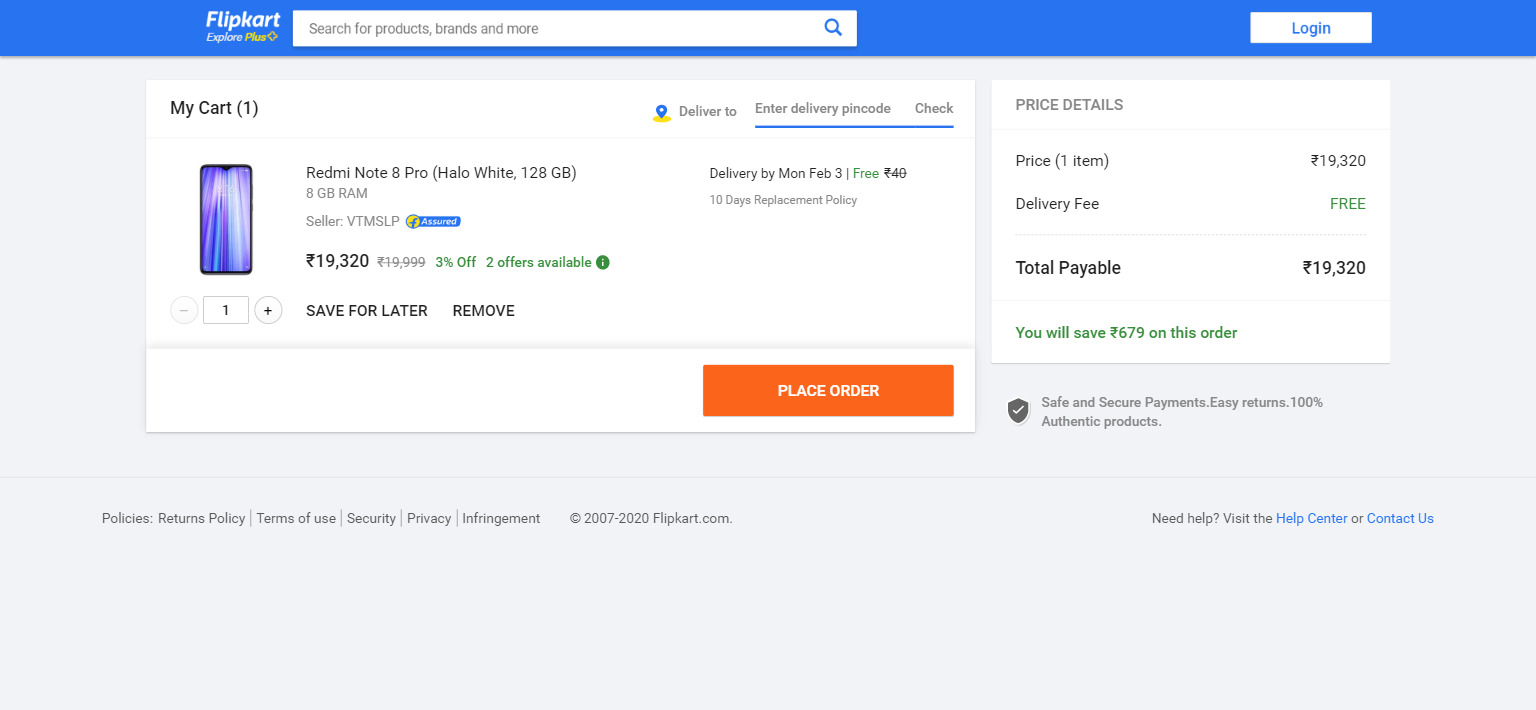 Flipkart
Explore Plus
Search for products, brands and more
Login
My Cart (1)
Deliver to
Enter delivery pincode
Check
Redmi Note 8 Pro (Halo White, 128 GB)
8 GB RAM
Seller: VTMSLP Assured
₹19,320 ₹19,999 3% Off 2 offers available
Delivery by Mon Feb 3 | Free ₹40
10 Days Replacement Policy
− 1 + SAVE FOR LATER REMOVE
PLACE ORDER
PRICE DETAILS
Price (1 item) ₹19,320
Delivery Fee FREE
Total Payable ₹19,320
You will save ₹679 on this order
Safe and Secure Payments.Easy returns.100%
Authentic products.
Policies: Returns Policy Terms of use Security Privacy Infringement © 2007-2020 Flipkart.com. Need help? Visit the Help Center or Contact Us